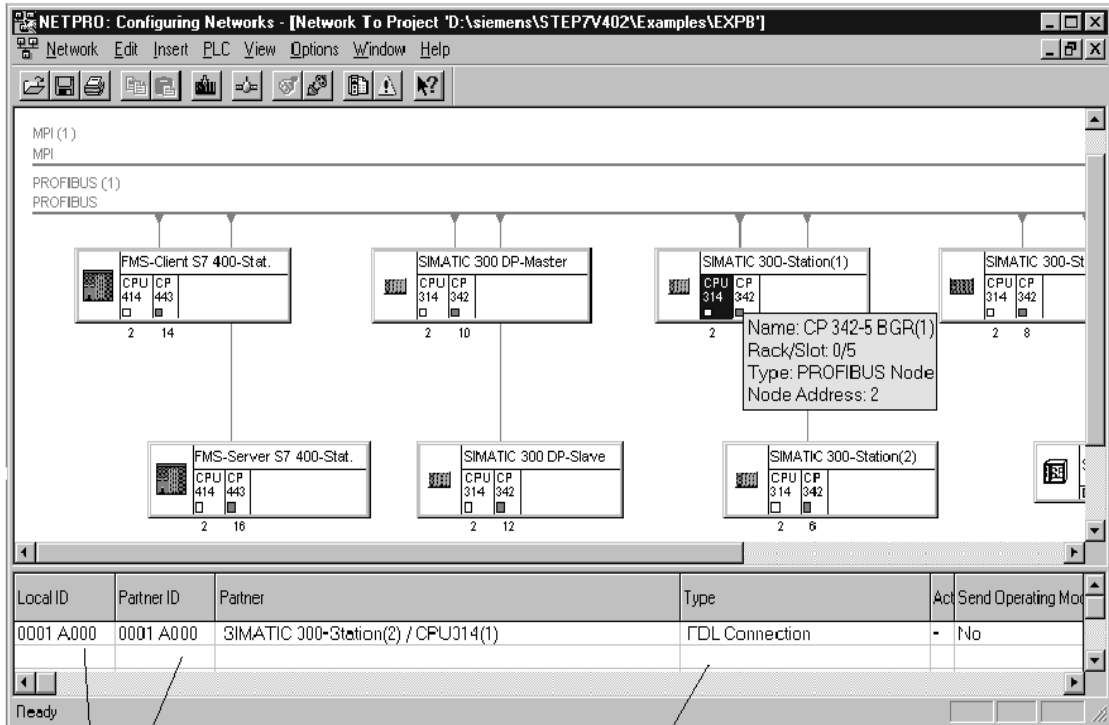 NETPRO: Configuring Networks - [Network To Project 'D:\siemens\STEP7V402\Examples\EXPB']
Network Edit Insert PLC View Options Window Help
MPI (1)
MPI
PROFIBUS (1)
PROFIBUS
FMS-Client S7 400-Stat.
CPU CP
414 443
2 14
SIMATIC 300 DP-Master
CPU CP
314 342
2 10
SIMATIC 300-Station(1)
CPU CP
314 342
2
Name: CP 342-5 BGR(1)
Rack/Slot: 0/5
Type: PROFIBUS Node
Node Address: 2
SIMATIC 300-St
CPU CP
314 342
2 8
FMS-Server S7 400-Stat.
CPU CP
414 443
2 16
SIMATIC 300 DP-Slave
CPU CP
314 342
2 12
SIMATIC 300-Station(2)
CPU CP
314 342
2 6
Local ID Partner ID Partner Type Act Send Operating Mod
0001 A000 0001 A000 SIMATIC 300-Station(2) / CPU314(1) FDL Connection - No
Ready